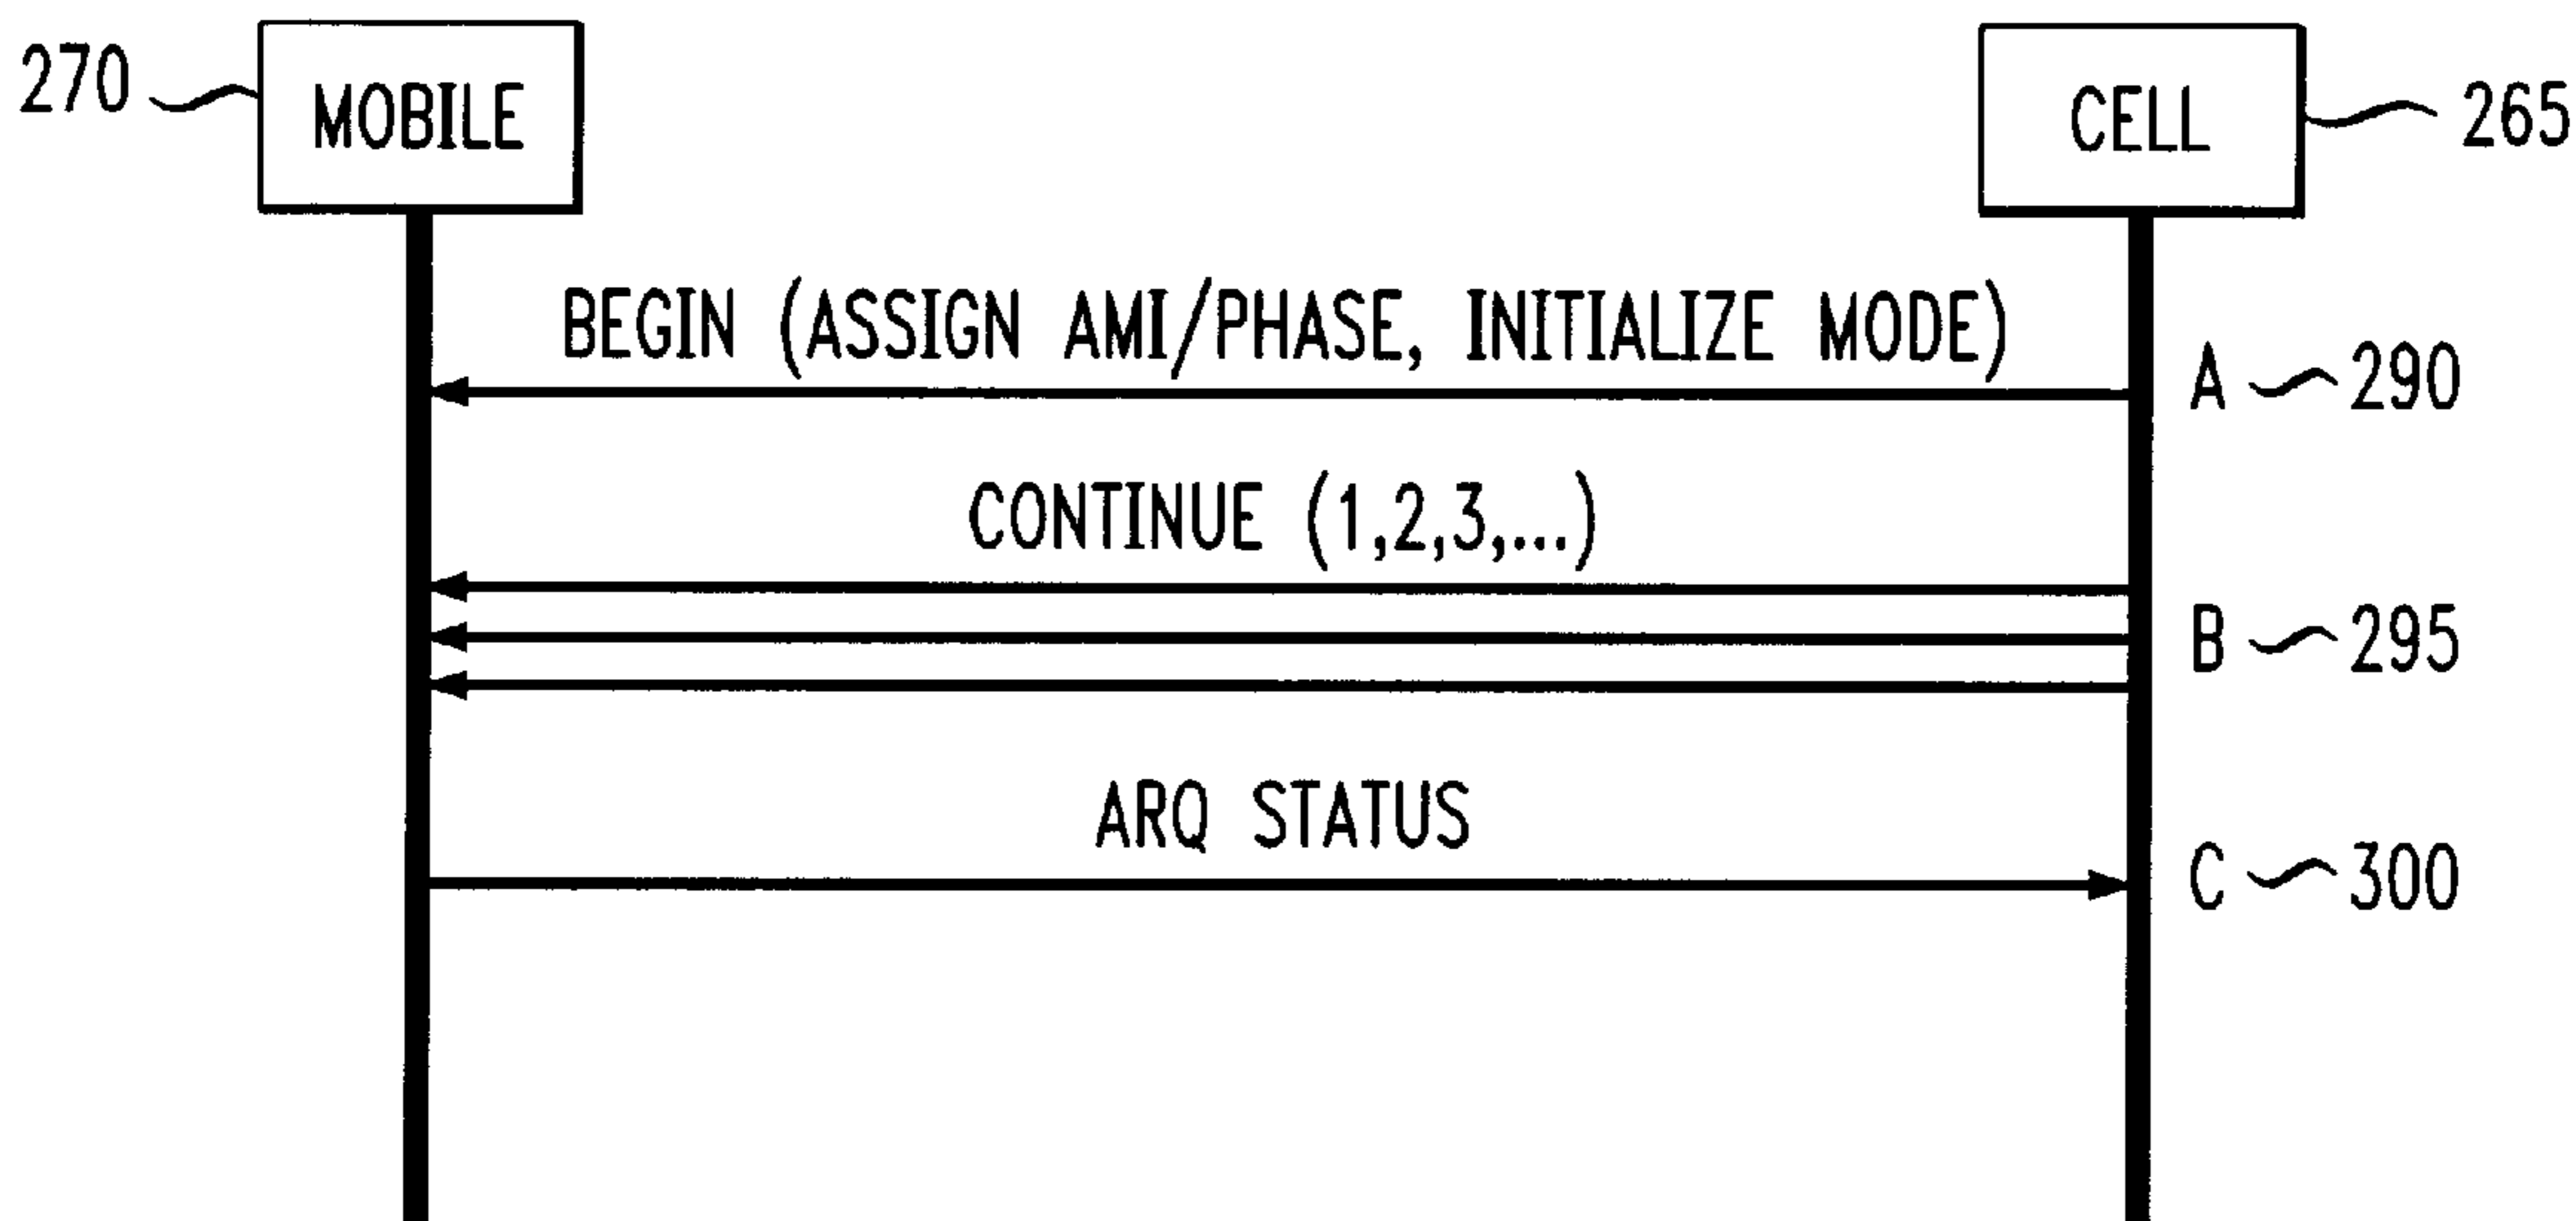 270 MOBILE CELL 265
BEGIN (ASSIGN AMI/PHASE, INITIALIZE MODE)
A 290
CONTINUE (1,2,3,...)
B 295
ARQ STATUS
C 300